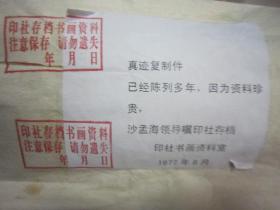 印社存档书画资料
注意保存 请勿遗失
年 月 日
印社存档书画资料
注意保存 请勿遗失
年 月 日
真迹复制件
已经陈列多年，因为资料珍
贵，
沙孟海领导嘱印社存档
印社书画资料室
1977年8月